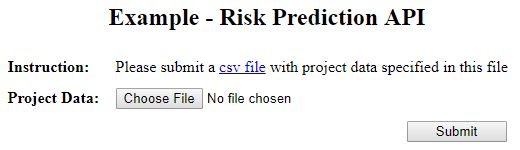 Example - Risk Prediction API
Instruction: Please submit a csv file with project data specified in this file
Project Data: Choose File No file chosen
Submit